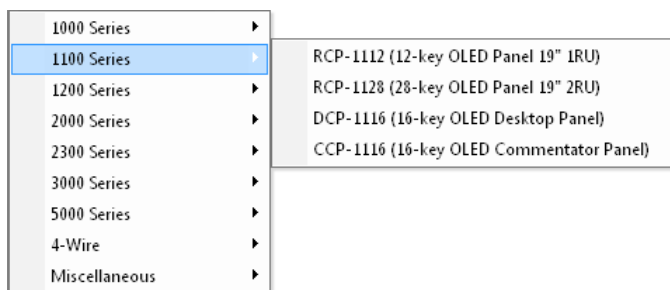 1000 Series
1100 Series
1200 Series
2000 Series
2300 Series
3000 Series
5000 Series
4-Wire
Miscellaneous
RCP-1112 (12-key OLED Panel 19" 1RU)
RCP-1128 (28-key OLED Panel 19" 2RU)
DCP-1116 (16-key OLED Desktop Panel)
CCP-1116 (16-key OLED Commentator Panel)